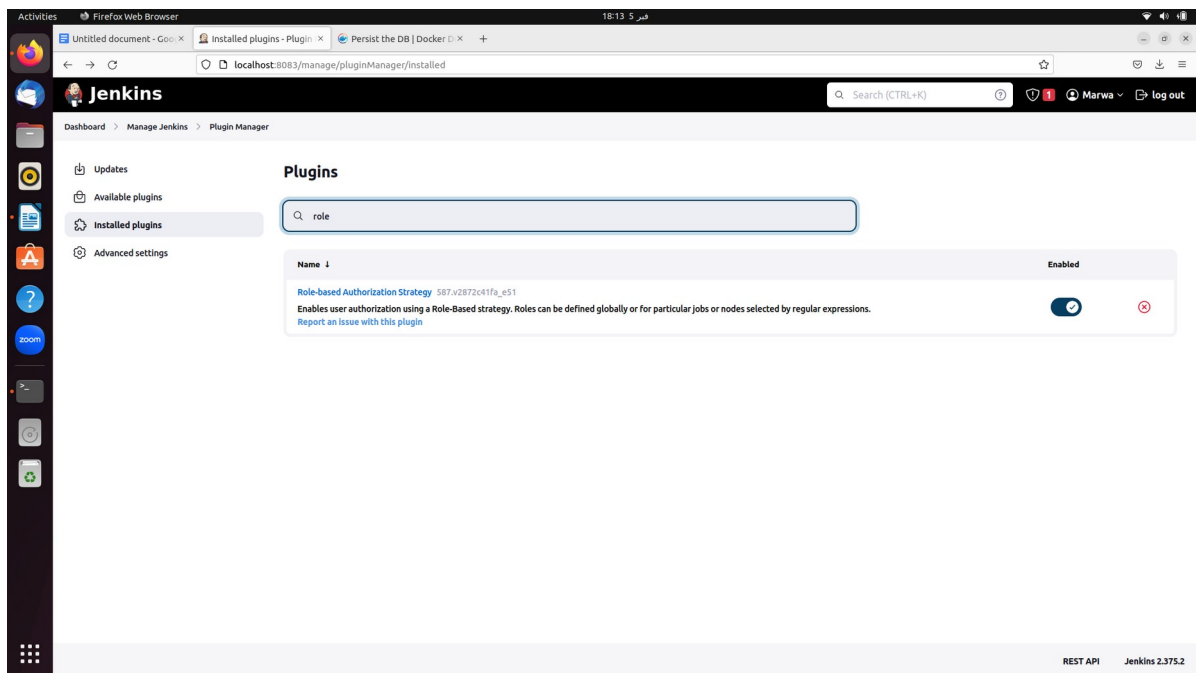 Activities
Firefox Web Browser
18:13 5 فبر
Untitled document - Goo
Installed plugins - Plugin
Persist the DB | Docker D
localhost:8083/manage/pluginManager/installed
Jenkins
Search (CTRL+K)
1
Marwa
log out
Dashboard > Manage Jenkins > Plugin Manager
Updates
Available plugins
Installed plugins
Advanced settings
Plugins
role
Name ↓
Enabled
Role-based Authorization Strategy 587.v2872c41fa_e51
Enables user authorization using a Role-Based strategy. Roles can be defined globally or for particular jobs or nodes selected by regular expressions.
Report an issue with this plugin
zoom
REST API
Jenkins 2.375.2